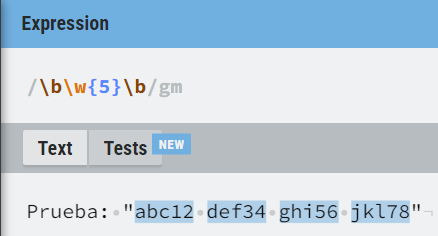 Expression
/\b\w{5}\b/gm
Text Tests NEW
Prueba: "abc12 def34 ghi56 jkl78"